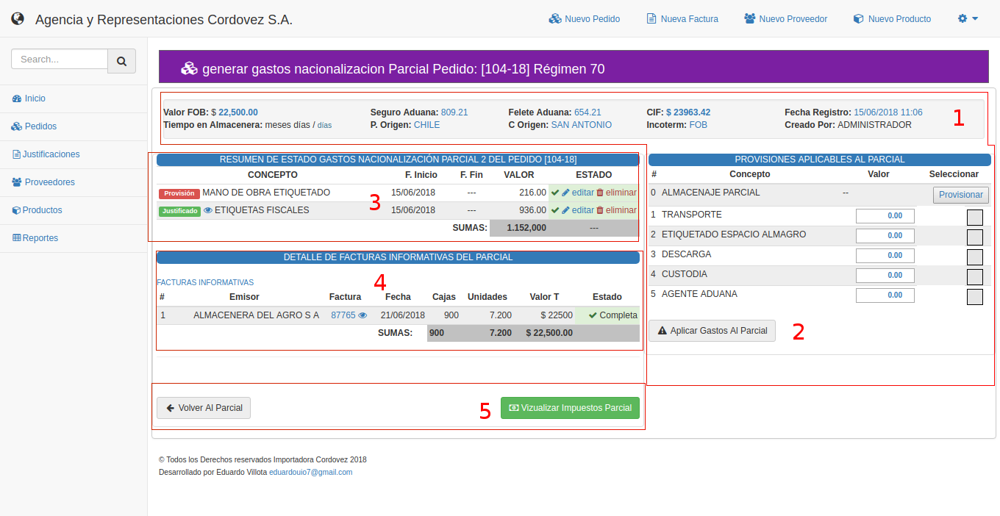 Agencia y Representaciones Cordovez S.A.
Nuevo Pedido Nueva Factura Nuevo Proveedor Nuevo Producto
Search...
Inicio
Pedidos
Justificaciones
Proveedores
Productos
Reportes
generar gastos nacionalizacion Parcial Pedido: [104-18] Régimen 70
Valor FOB: $ 22,500.00 Seguro Aduana: 809.21 Felete Aduana: 654.21 CIF: $ 23963.42 Fecha Registro: 15/06/2018 11:06
Tiempo en Almacenera: meses días / días P. Origen: CHILE C Origen: SAN ANTONIO Incoterm: FOB Creado Por: ADMINISTRADOR
1
RESUMEN DE ESTADO GASTOS NACIONALIZACIÓN PARCIAL 2 DEL PEDIDO [104-18]
CONCEPTO F. Inicio F. Fin VALOR ESTADO
Provisión MANO DE OBRA ETIQUETADO 15/06/2018 --- 216.00 editar eliminar
3
Justificado ETIQUETAS FISCALES 15/06/2018 --- 936.00 editar eliminar
SUMAS: 1.152,000 ---
DETALLE DE FACTURAS INFORMATIVAS DEL PARCIAL
FACTURAS INFORMATIVAS
4
# Emisor Factura Fecha Cajas Unidades Valor T Estado
1 ALMACENERA DEL AGRO S A 87765 21/06/2018 900 7.200 $ 22500 Completa
SUMAS: 900 7.200 $ 22,500.00
Volver Al Parcial
5
Vizualizar Impuestos Parcial
PROVISIONES APLICABLES AL PARCIAL
# Concepto Valor Seleccionar
0 ALMACENAJE PARCIAL -- Provisionar
1 TRANSPORTE 0.00
2 ETIQUETADO ESPACIO ALMAGRO 0.00
3 DESCARGA 0.00
4 CUSTODIA 0.00
5 AGENTE ADUANA 0.00
Aplicar Gastos Al Parcial
2
© Todos los Derechos reservados Importadora Cordovez 2018
Desarrollado por Eduardo Villota eduardouio7@gmail.com